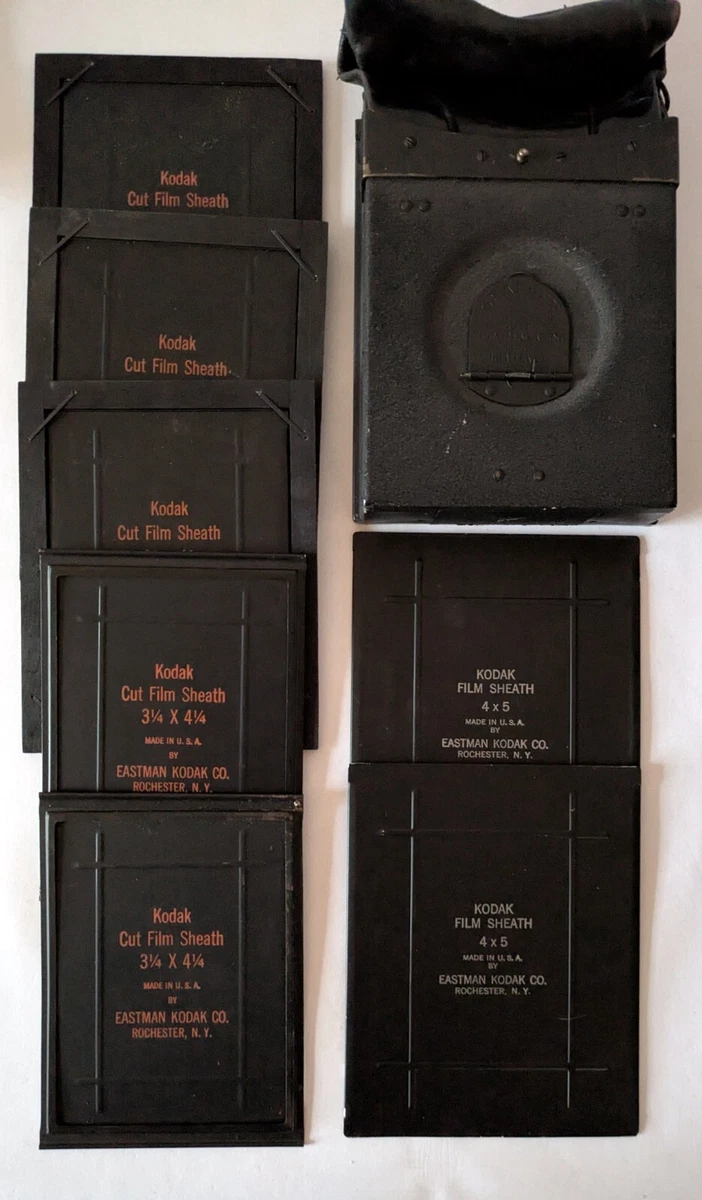 Kodak
Cut Film Sheath
Kodak
Cut Film Sheath
Kodak
Cut Film Sheath
Kodak
Cut Film Sheath
3¼ X 4¼
MADE IN U. S. A.
BY
EASTMAN KODAK CO.
ROCHESTER, N. Y.
Kodak
Cut Film Sheath
3¼ X 4¼
MADE IN U. S. A.
BY
EASTMAN KODAK CO.
ROCHESTER, N. Y.
KODAK
FILM SHEATH
4 x 5
MADE IN U. S. A.
BY
EASTMAN KODAK CO.
ROCHESTER, N. Y.
KODAK
FILM SHEATH
4 x 5
MADE IN U. S. A.
BY
EASTMAN KODAK CO.
ROCHESTER, N. Y.